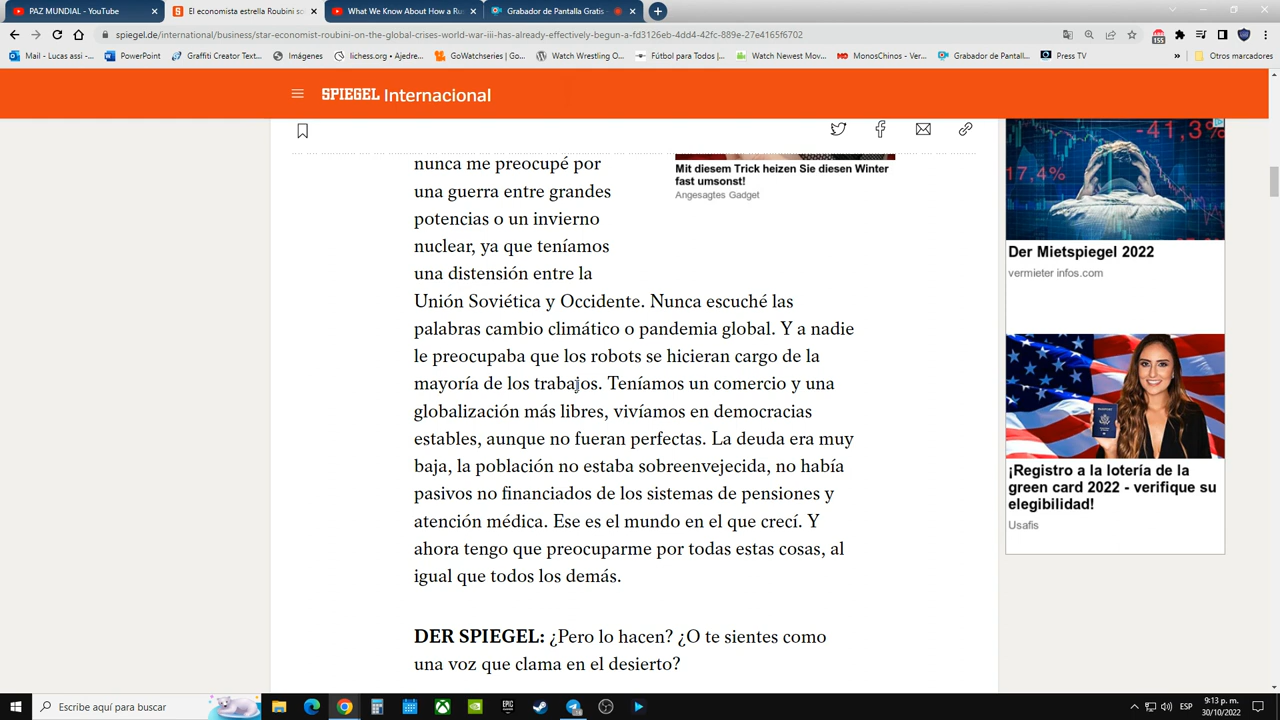 PAZ MUNDIAL - YouTube
El economista estrella Roubini so
What We Know About How a Ru
Grabador de Pantalla Gratis -
spiegel.de/international/business/star-economist-roubini-on-the-global-crises-world-war-iii-has-already-effectively-begun-a-fd3126eb-4dd4-42fc-889e-27e4165f6702
155
Mail - Lucas assi -...
PowerPoint
Graffiti Creator Text...
Imágenes
lichess.org • Ajedre...
GoWatchseries | Go...
Watch Wrestling O...
Fútbol para Todos |...
Watch Newest Mov...
MonosChinos - Ver...
Grabador de Pantall...
Press TV
»
Otros marcadores
SPIEGEL Internacional
nunca me preocupé por
una guerra entre grandes
potencias o un invierno
nuclear, ya que teníamos
una distensión entre la
Unión Soviética y Occidente. Nunca escuché las
palabras cambio climático o pandemia global. Y a nadie
le preocupaba que los robots se hicieran cargo de la
mayoría de los trabajos. Teníamos un comercio y una
globalización más libres, vivíamos en democracias
estables, aunque no fueran perfectas. La deuda era muy
baja, la población no estaba sobreenvejecida, no había
pasivos no financiados de los sistemas de pensiones y
atención médica. Ese es el mundo en el que crecí. Y
ahora tengo que preocuparme por todas estas cosas, al
igual que todos los demás.
DER SPIEGEL: ¿Pero lo hacen? ¿O te sientes como
una voz que clama en el desierto?
Mit diesem Trick heizen Sie diesen Winter
fast umsonst!
Angesagtes Gadget
-41,3%
17,4%
Der Mietspiegel 2022
vermieter infos.com
PASSPORT
¡Registro a la lotería de la
green card 2022 - verifique su
elegibilidad!
Usafis
Escribe aquí para buscar
EPIC
ESP
9:13 p.m.
30/10/2022